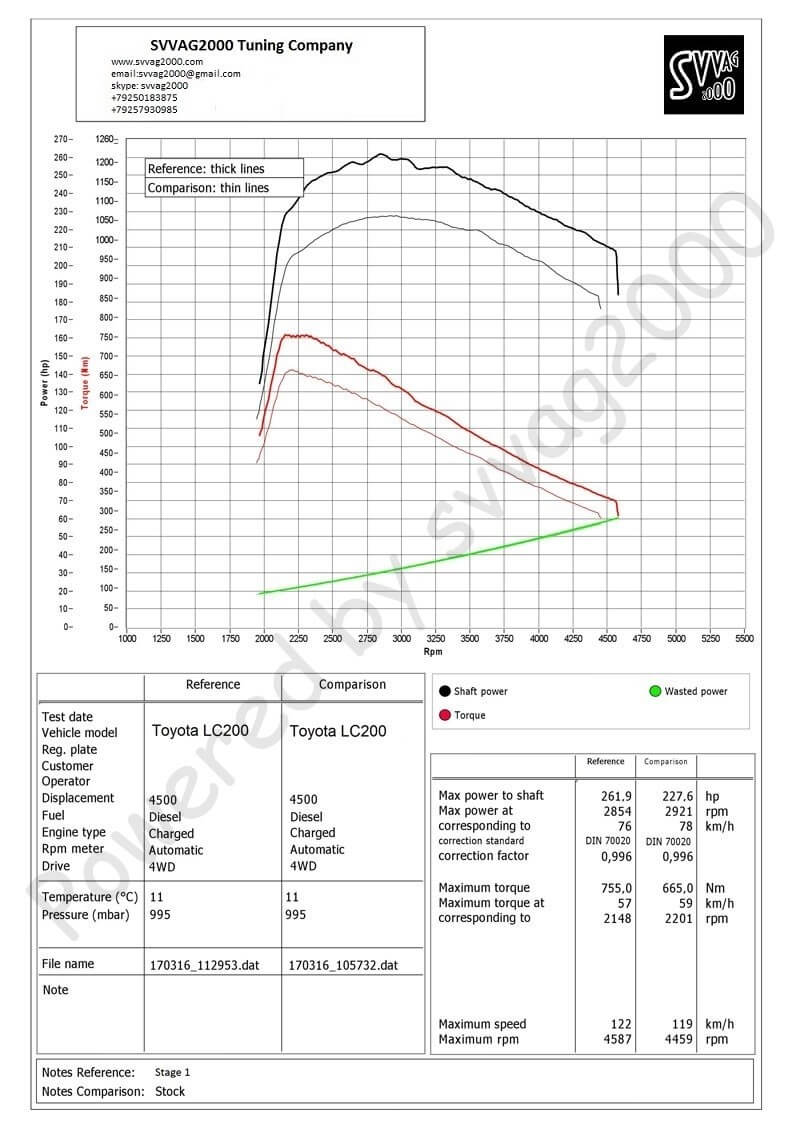 SVVAG2000 Tuning Company
www.svvag2000.com
email:svvag2000@gmail.com
skype: svvag2000
+79250183875
+79257930985
SVVAG
2000
Reference: thick lines
Comparison: thin lines
270 1260
260 1200
250 1150
240 1100
230 1050
220 1000
210 950
200 900
190 850
180 800
170 750
160 700
150 650
140 600
130 550
120 500
110 450
100 400
90 350
80 300
70 250
60 200
50 150
40 100
30 50
20 0
10
0
Power (hp)
Torque (Nm)
1000 1250 1500 1750 2000 2250 2500 2750 3000 3250 3500 3750 4000 4250 4500 4750 5000 5250 5500
Rpm
Reference Comparison
Test date
Vehicle model Toyota LC200 Toyota LC200
Reg. plate
Customer
Operator
Displacement 4500 4500
Fuel Diesel Diesel
Engine type Charged Charged
Rpm meter Automatic Automatic
Drive 4WD 4WD
Temperature (°C) 11 11
Pressure (mbar) 995 995
File name 170316_112953.dat 170316_105732.dat
Note
Shaft power Wasted power
Torque
Reference Comparison
Max power to shaft 261,9 227,6 hp
Max power at 2854 2921 rpm
corresponding to 76 78 km/h
correction standard DIN 70020 DIN 70020
correction factor 0,996 0,996
Maximum torque 755,0 665,0 Nm
Maximum torque at 57 59 km/h
corresponding to 2148 2201 rpm
Maximum speed 122 119 km/h
Maximum rpm 4587 4459 rpm
Notes Reference: Stage 1
Notes Comparison: Stock
Powered by svvag2000